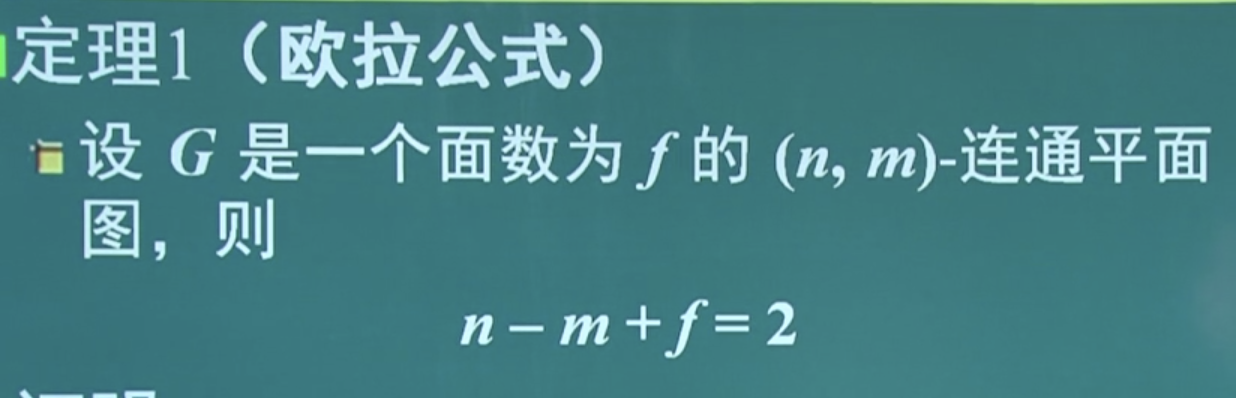 定理1（欧拉公式）
设 G 是一个面数为 f 的 (n, m)-连通平面
图，则
n – m + f = 2